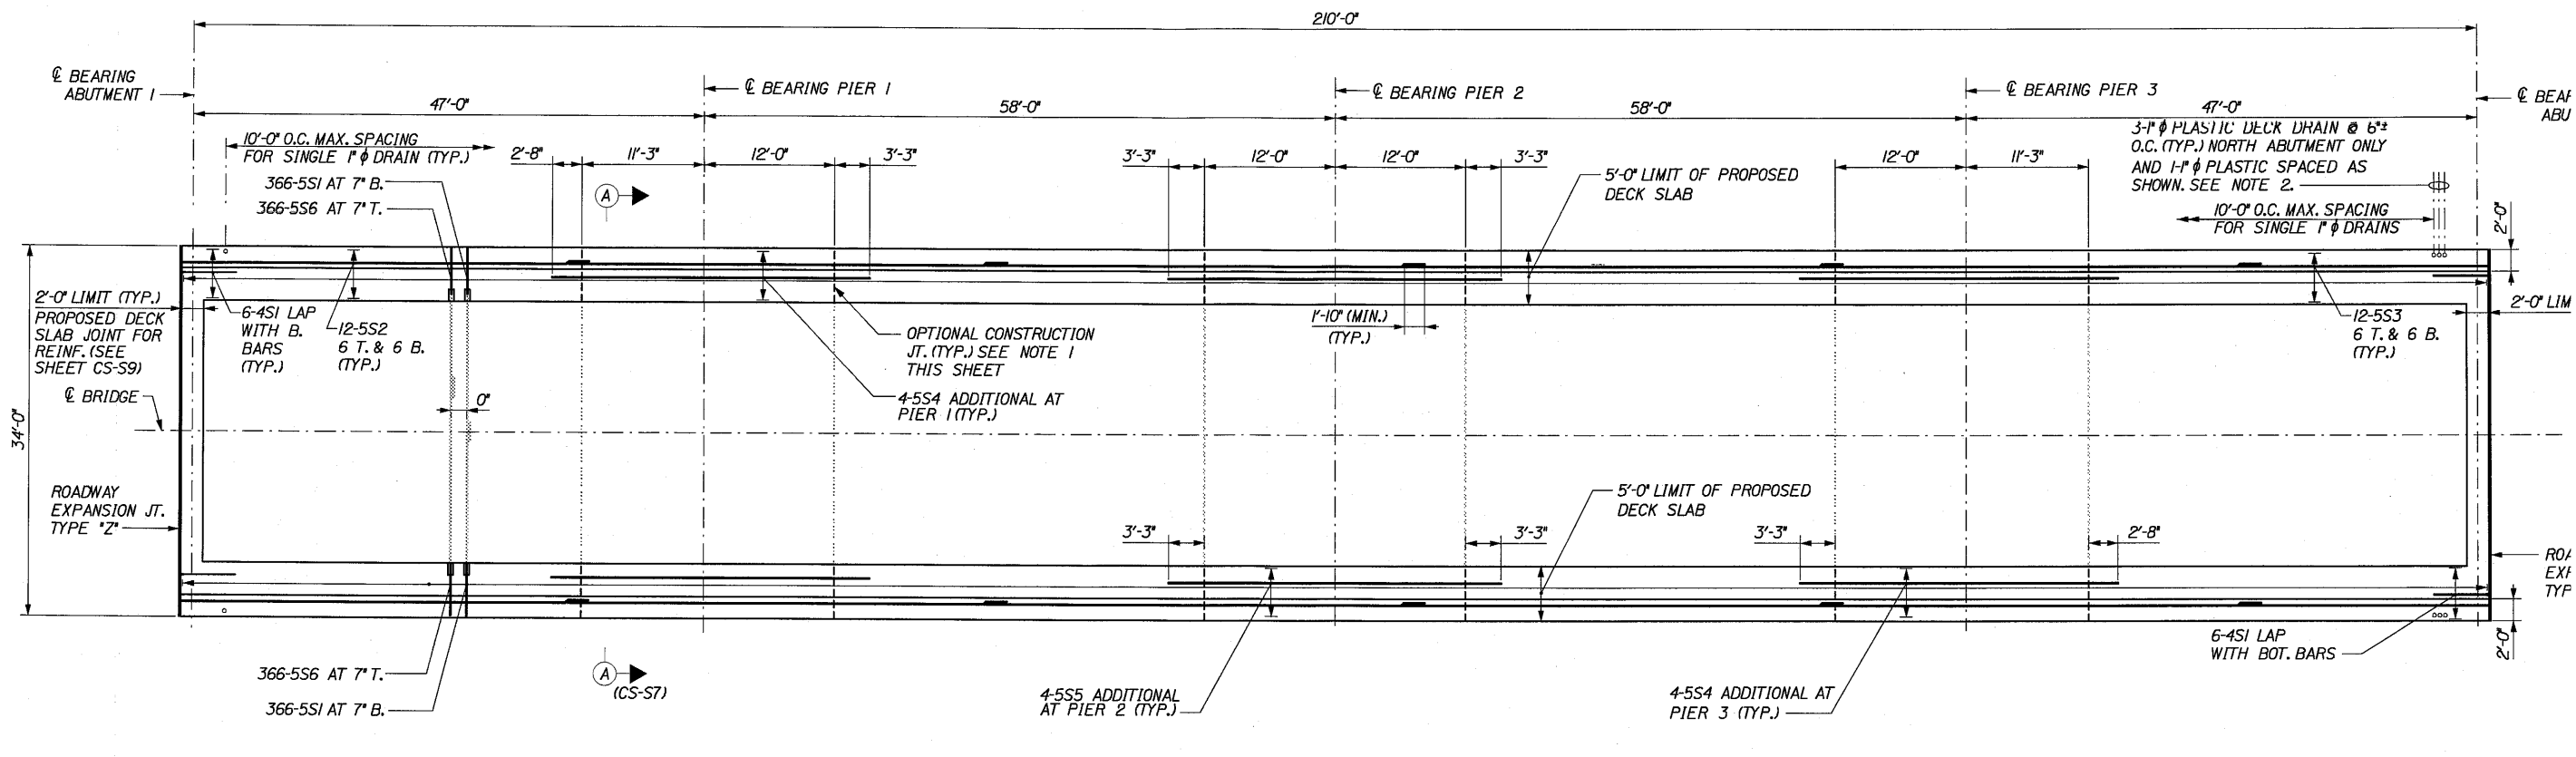 210'-0"
℄ BEARING
ABUTMENT 1
℄ BEARING PIER 1
℄ BEARING PIER 2
℄ BEARING PIER 3
℄ BEAR
ABU
47'-0"
58'-0"
58'-0"
47'-0"
10'-0" O.C. MAX. SPACING
FOR SINGLE 1" ϕ DRAIN (TYP.)
3-1" ϕ PLASTIC DECK DRAIN @ 6"±
O.C. (TYP.) NORTH ABUTMENT ONLY
AND 1-1" ϕ PLASTIC SPACED AS
SHOWN. SEE NOTE 2.
2'-8"
11'-3"
12'-0"
3'-3"
3'-3"
12'-0"
12'-0"
3'-3"
12'-0"
11'-3"
366-5S1 AT 7" B.
366-5S6 AT 7" T.
A
5'-0" LIMIT OF PROPOSED
DECK SLAB
10'-0" O.C. MAX. SPACING
FOR SINGLE 1" ϕ DRAINS
2'-0"
2'-0" LIMIT (TYP.)
PROPOSED DECK
SLAB JOINT FOR
REINF. (SEE
SHEET CS-S9)
6-4S1 LAP
WITH B.
BARS
(TYP.)
12-5S2
6 T. & 6 B.
(TYP.)
OPTIONAL CONSTRUCTION
JT. (TYP.) SEE NOTE 1
THIS SHEET
1'-10" (MIN.)
(TYP.)
12-5S3
6 T. & 6 B.
(TYP.)
2'-0" LIM
℄ BRIDGE
0"
4-5S4 ADDITIONAL AT
PIER 1 (TYP.)
34'-0"
ROADWAY
EXPANSION JT.
TYPE "Z"
5'-0" LIMIT OF PROPOSED
DECK SLAB
3'-3"
3'-3"
3'-3"
2'-8"
ROA
EXP
TYP
366-5S6 AT 7" T.
366-5S1 AT 7" B.
A
(CS-S7)
4-5S5 ADDITIONAL
AT PIER 2 (TYP.)
4-5S4 ADDITIONAL AT
PIER 3 (TYP.)
6-4S1 LAP
WITH BOT. BARS
2'-0"